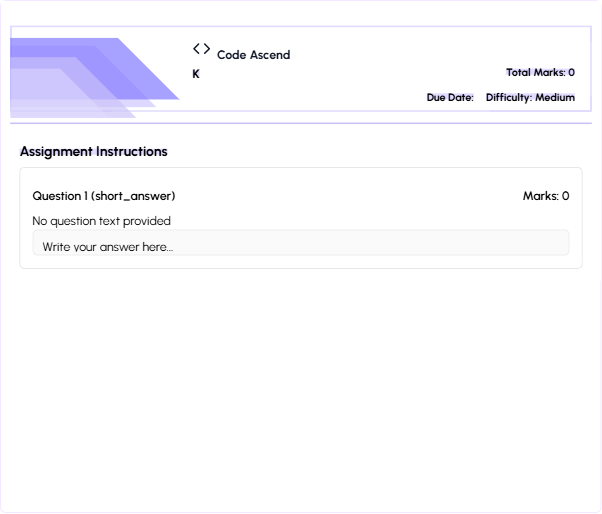 <> Code Ascend
K
Total Marks: 0
Due Date: Difficulty: Medium
Assignment Instructions
Question 1 (short_answer) Marks: 0
No question text provided
Write your answer here...